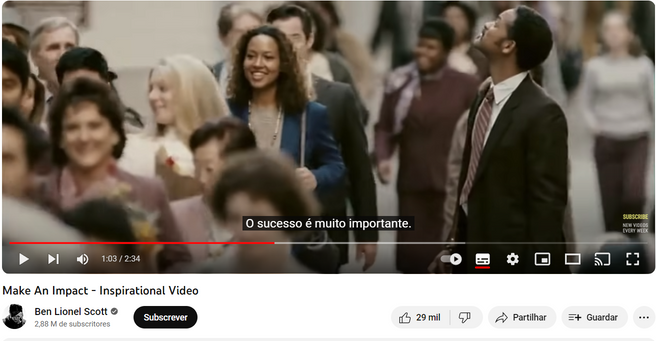 O sucesso é muito importante.
SUBSCRIBE
NEW VIDEOS
EVERY WEEK
1:03 / 2:34
Make An Impact - Inspirational Video
Ben Lionel Scott
2,88 M de subscritores
Subscrever
29 mil
Partilhar
Guardar